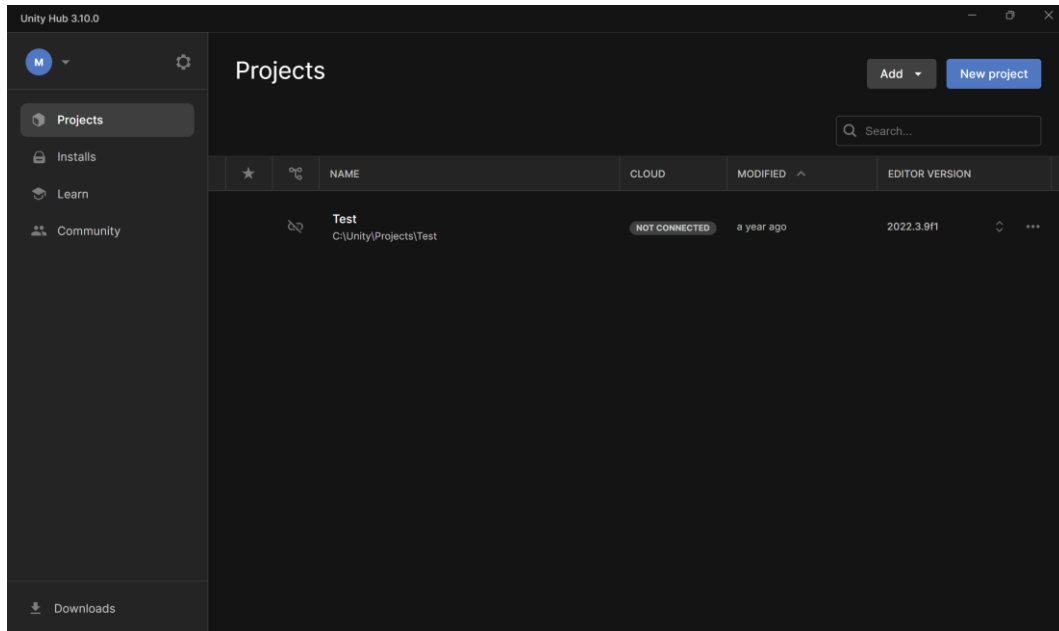 Unity Hub 3.10.0
M
Projects
Installs
Learn
Community
Downloads
Projects
Add
New project
Search...
NAME CLOUD MODIFIED EDITOR VERSION
Test NOT CONNECTED a year ago 2022.3.9f1
C:\Unity\Projects\Test